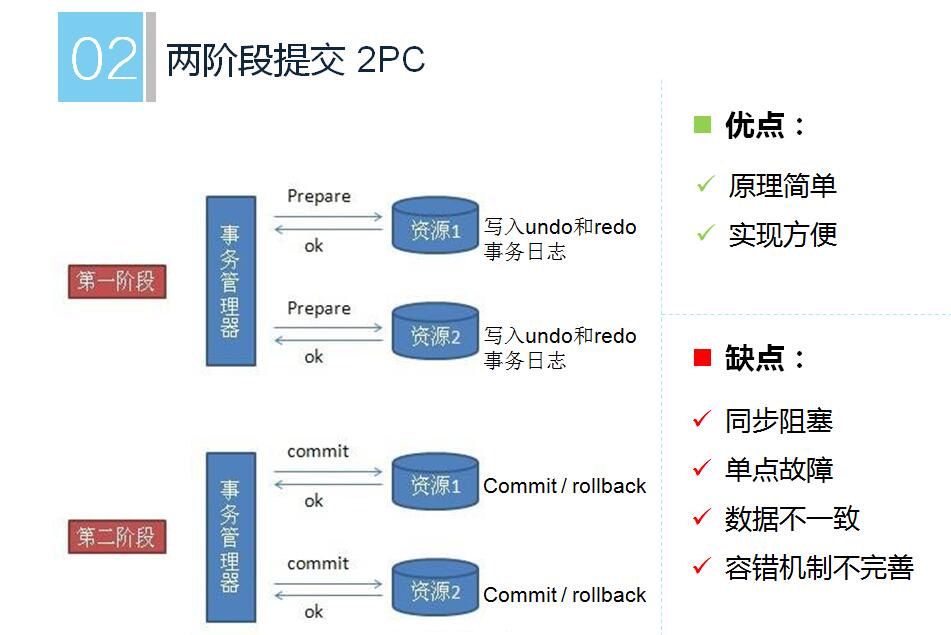 02 两阶段提交 2PC
第一阶段
事务管理器
Prepare
ok
资源1
写入undo和redo
事务日志
Prepare
ok
资源2
写入undo和redo
事务日志
第二阶段
事务管理器
commit
ok
资源1
Commit / rollback
commit
ok
资源2
Commit / rollback
优点：
原理简单
实现方便
缺点：
同步阻塞
单点故障
数据不一致
容错机制不完善